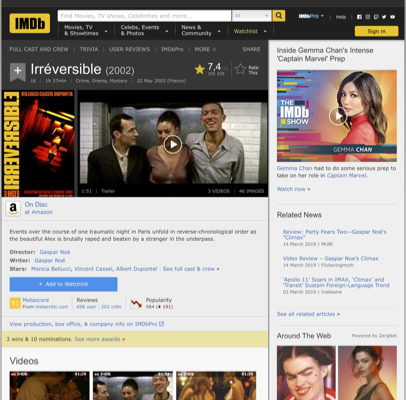 IMDb
Find Movies, TV shows, Celebrities and more...
All
IMDbPro
Help
Movies, TV
& Showtimes
Celebs, Events
& Photos
News &
Community
Watchlist
Sign in
FULL CAST AND CREW | TRIVIA | USER REVIEWS | IMDbPro | MORE
SHARE
Irréversible (2002)
16 | 1h 37min | Crime, Drama, Mystery | 22 May 2002 (France)
7,4
Rate
This
1:51 | Trailer
3 VIDEOS | 46 IMAGES
On Disc
at Amazon
Events over the course of one traumatic night in Paris unfold in reverse-chronological order as
the beautiful Alex is brutally raped and beaten by a stranger in the underpass.
Director: Gaspar Noé
Writer: Gaspar Noé
Stars: Monica Bellucci, Vincent Cassel, Albert Dupontel | See full cast & crew »
+ Add to Watchlist
Metascore
From metacritic.com
Reviews
698 user | 202 critic
Popularity
564 (191)
View production, box office, & company info on IMDbPro
3 wins & 10 nominations. See more awards »
Videos
Inside Gemma Chan's Intense
'Captain Marvel' Prep
THE
IMDb
SHOW
GEMMA CHAN
Gemma Chan had to do some serious prep to
take on her role in Captain Marvel.
Watch now »
Related News
Review: Party Fears Two—Gaspar Noé's
"Climax"
14 March 2019 | MUBI
Video Review – Gaspar Noe's Climax
14 March 2019 | Flickeringmyth
'Apollo 11' Soars in IMAX, 'Climax' and
'Transit' Sustain Foreign-Language Trend
03 March 2019 | Indiewire
See all related articles »
Around The Web
Powered by ZergNet